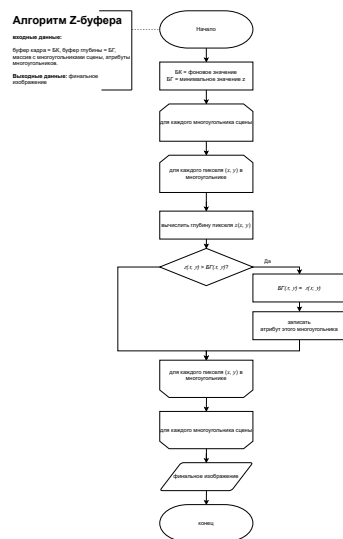 Алгоритм Z-буфера
входные данные:
буфер кадра = БК, буфер глубины = БГ,
массив с многоугольниками сцены, атрибуты
многоугольников.
Выходные данные: финальное
изображение
Начало
БК = фоновое значение
БГ = минимальное значение z
для каждого многоугольника сцены
для каждого пикселя (x, y) в
многоугольнике
вычислить глубину пикселя z(x, y)
z(x, y) > БГ(x, y)?
Да
БГ(x, y) = z(x, y)
записать
атрибут этого многоугольника
для каждого пикселя (x, y) в
многоугольнике
для каждого многоугольника сцены
финальное изображение
конец